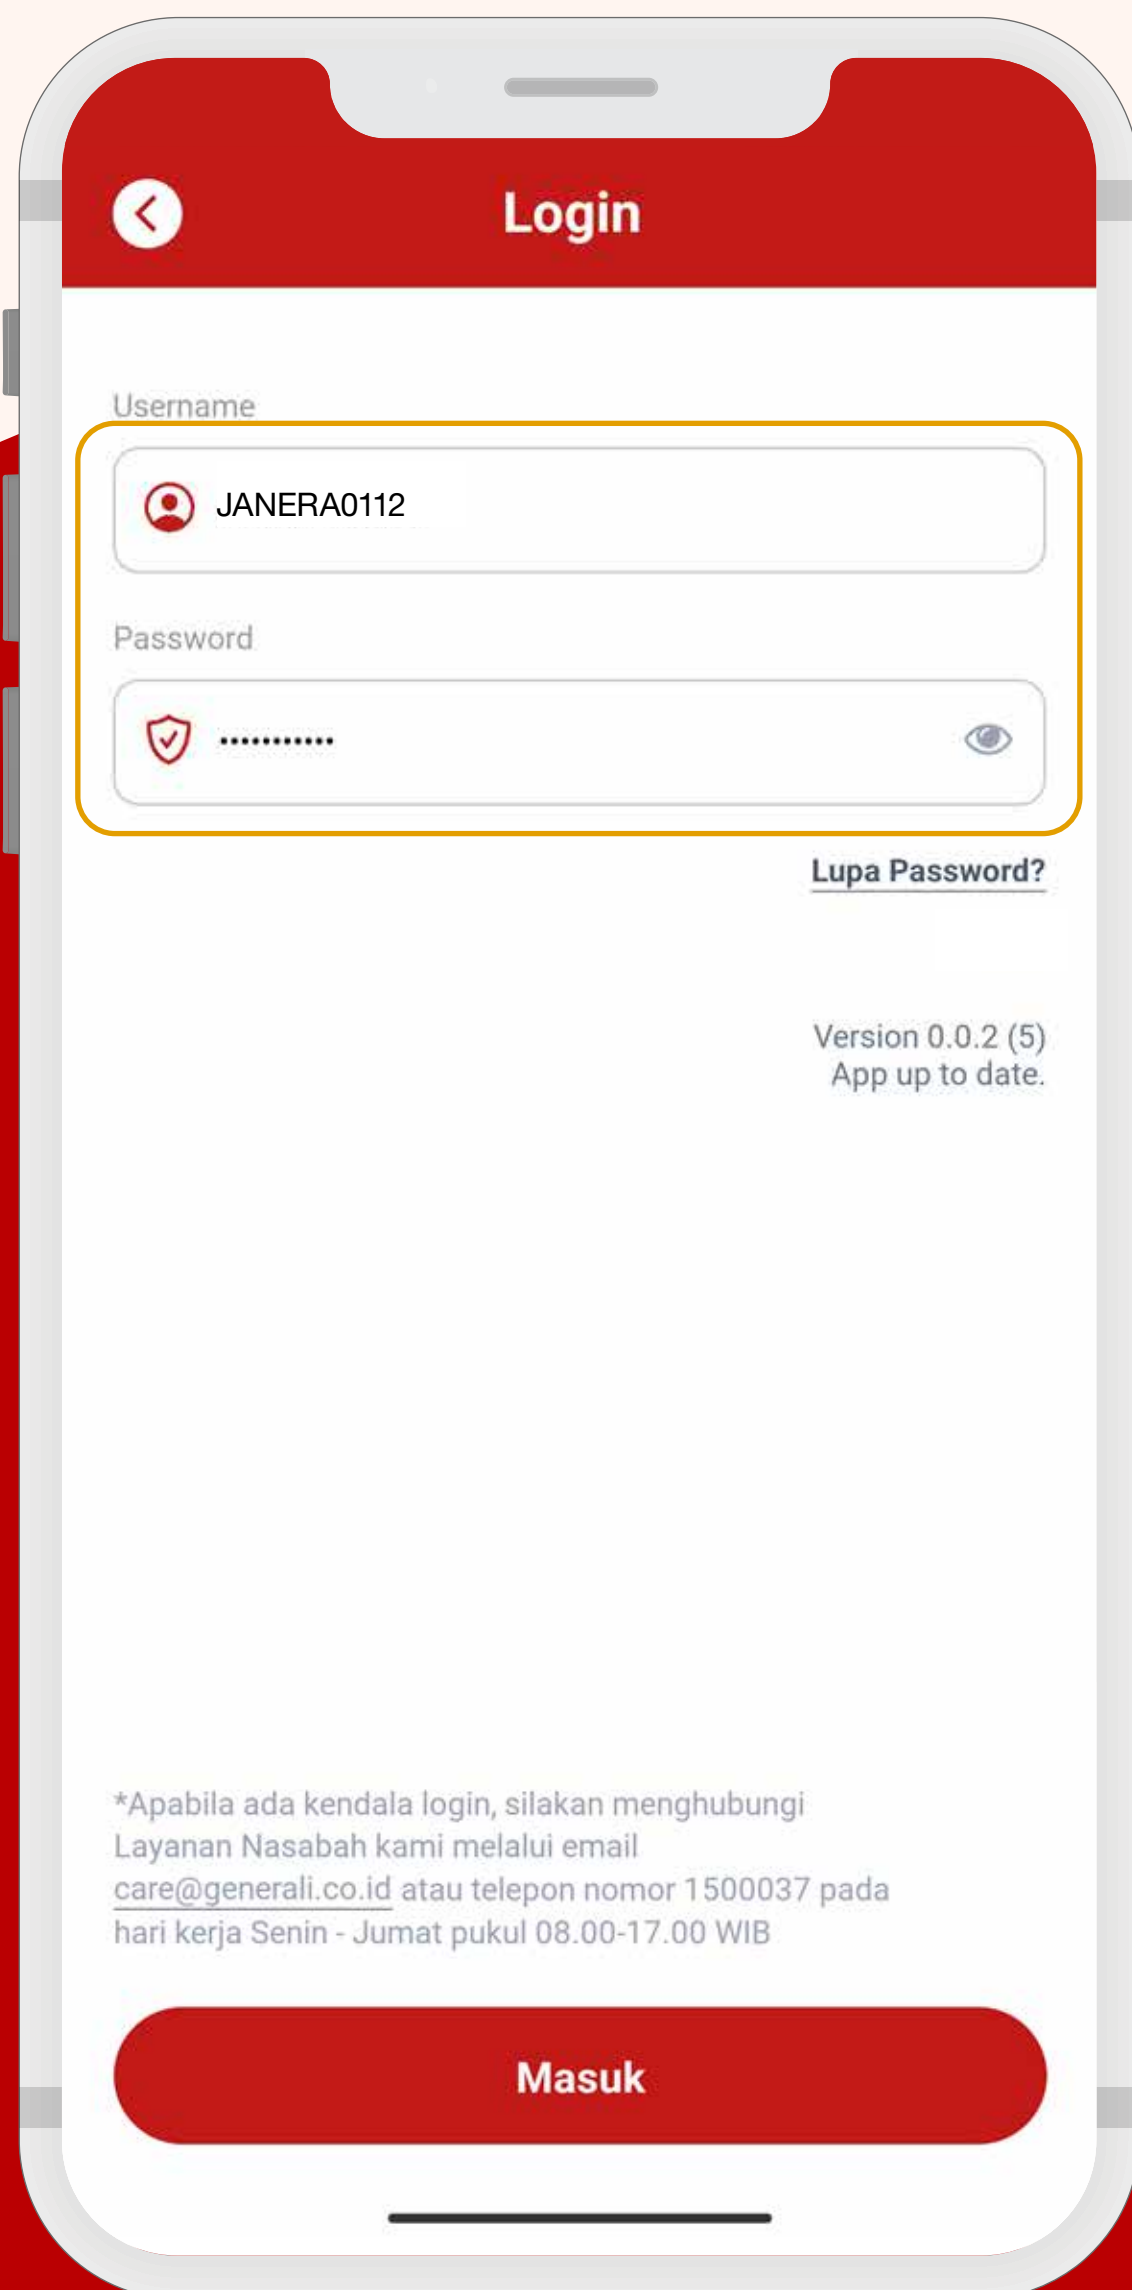 Login
Username
JANERA0112
Password
•••••••••••
Lupa Password?
Version 0.0.2 (5)
App up to date.
*Apabila ada kendala login, silakan menghubungi
Layanan Nasabah kami melalui email
care@generali.co.id atau telepon nomor 1500037 pada
hari kerja Senin - Jumat pukul 08.00-17.00 WIB
Masuk